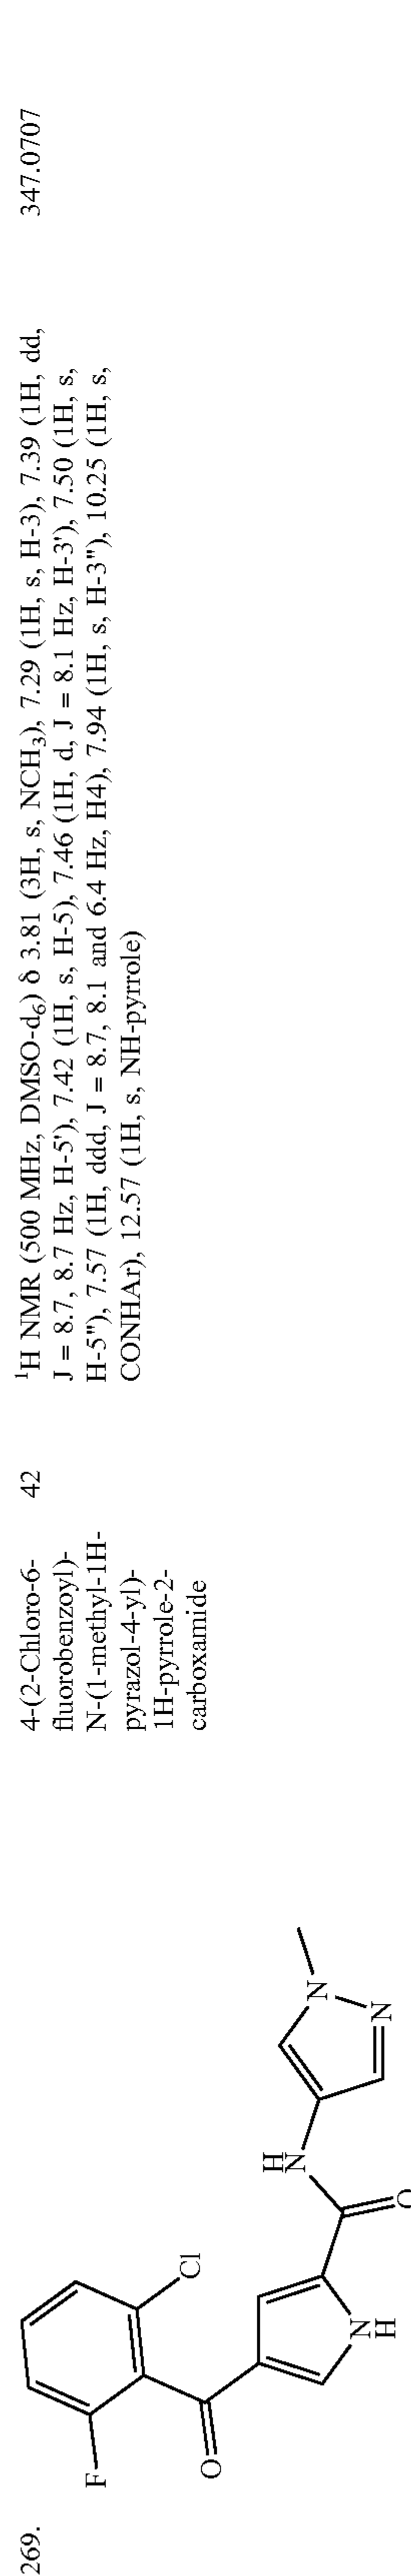 269.
F
O
Cl
N
H
O
H
N
N
N
4-(2-Chloro-6-
fluorobenzoyl)-
N-(1-methyl-1H-
pyrazol-4-yl)-
1H-pyrrole-2-
carboxamide
42
¹H NMR (500 MHz, DMSO-d₆) δ 3.81 (3H, s, NCH₃), 7.29 (1H, s, H-3), 7.39 (1H, dd,
J = 8.7, 8.7 Hz, H-5'), 7.42 (1H, s, H-5), 7.46 (1H, d, J = 8.1 Hz, H-3'), 7.50 (1H, s,
H-5"), 7.57 (1H, ddd, J = 8.7, 8.1 and 6.4 Hz, H4), 7.94 (1H, s, H-3"), 10.25 (1H, s,
CONHAr), 12.57 (1H, s, NH-pyrrole)
347.0707